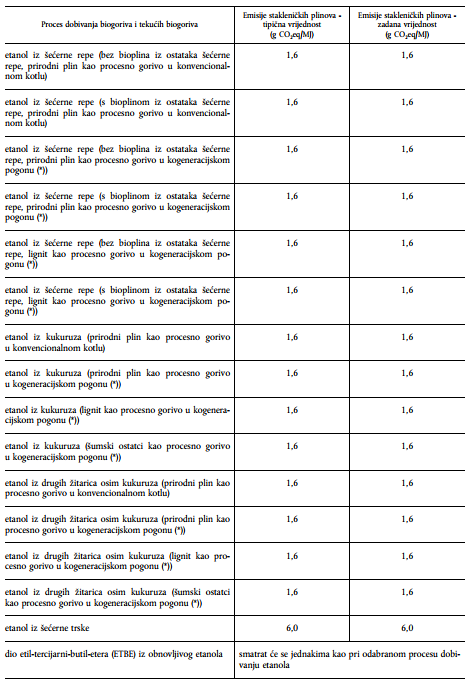 Proces dobivanja biogoriva i tekućih biogoriva
Emisije stakleničkih plinova -
tipična vrijednost
(g CO₂eq/MJ)
Emisije stakleničkih plinova -
zadana vrijednost
(g CO₂eq/MJ)
etanol iz šećerne repe (bez bioplina iz ostataka šećerne
repe, prirodni plin kao procesno gorivo u konvencional-
nom kotlu)
1,6
1,6
etanol iz šećerne repe (s bioplinom iz ostataka šećerne
repe, prirodni plin kao procesno gorivo u konvencional-
nom kotlu)
1,6
1,6
etanol iz šećerne repe (bez bioplina iz ostataka šećerne
repe, prirodni plin kao procesno gorivo u kogeneracijskom
pogonu (*))
1,6
1,6
etanol iz šećerne repe (s bioplinom iz ostataka šećerne
repe, prirodni plin kao procesno gorivo u kogeneracijskom
pogonu (*))
1,6
1,6
etanol iz šećerne repe (bez bioplina iz ostataka šećerne
repe, lignit kao procesno gorivo u kogeneracijskom po-
gonu (*))
1,6
1,6
etanol iz šećerne repe (s bioplinom iz ostataka šećerne
repe, lignit kao procesno gorivo u kogeneracijskom po-
gonu (*))
1,6
1,6
etanol iz kukuruza (prirodni plin kao procesno gorivo
u konvencionalnom kotlu)
1,6
1,6
etanol iz kukuruza (prirodni plin kao procesno gorivo
u kogeneracijskom pogonu (*))
1,6
1,6
etanol iz kukuruza (lignit kao procesno gorivo u kogenera-
cijskom pogonu (*))
1,6
1,6
etanol iz kukuruza (šumski ostatci kao procesno gorivo
u kogeneracijskom pogonu (*))
1,6
1,6
etanol iz drugih žitarica osim kukuruza (prirodni plin kao
procesno gorivo u konvencionalnom kotlu)
1,6
1,6
etanol iz drugih žitarica osim kukuruza (prirodni plin kao
procesno gorivo u kogeneracijskom pogonu (*))
1,6
1,6
etanol iz drugih žitarica osim kukuruza (lignit kao pro-
cesno gorivo u kogeneracijskom pogonu (*))
1,6
1,6
etanol iz drugih žitarica osim kukuruza (šumski ostatci
kao procesno gorivo u kogeneracijskom pogonu (*))
1,6
1,6
etanol iz šećerne trske
6,0
6,0
dio etil-tercijarni-butil-etera (ETBE) iz obnovljivog etanola
smatrat će se jednakima kao pri odabranom procesu dobi-
vanju etanola